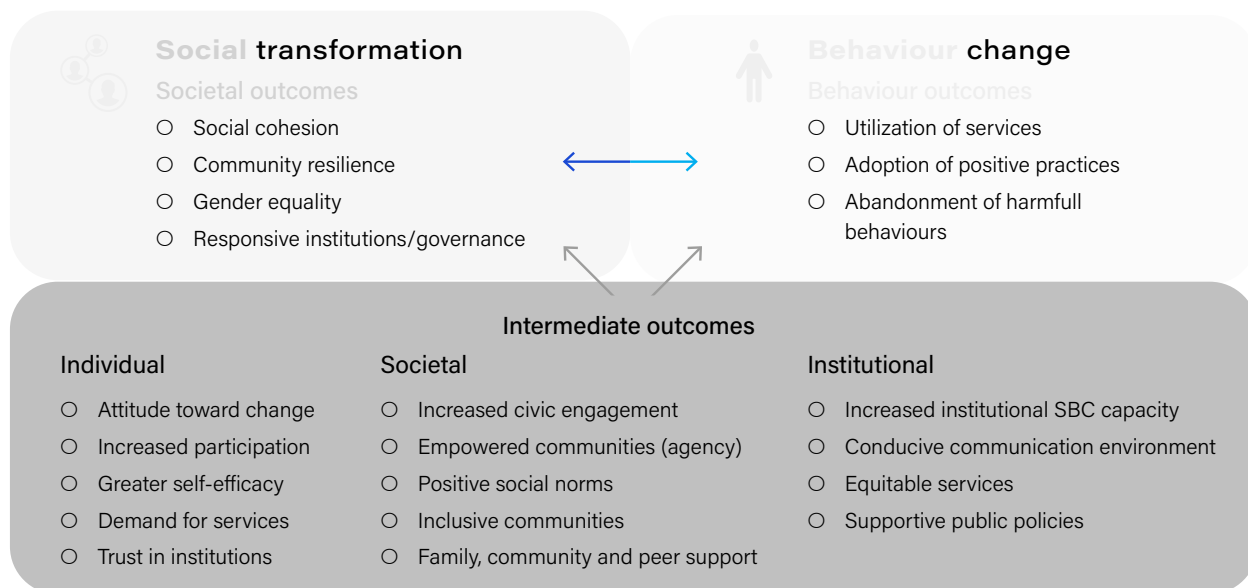 Social transformation
Societal outcomes
○ Social cohesion
○ Community resilience
○ Gender equality
○ Responsive institutions/governance
Behaviour change
Behaviour outcomes
○ Utilization of services
○ Adoption of positive practices
○ Abandonment of harmfull
behaviours
Intermediate outcomes
Individual
○ Attitude toward change
○ Increased participation
○ Greater self-efficacy
○ Demand for services
○ Trust in institutions
Societal
○ Increased civic engagement
○ Empowered communities (agency)
○ Positive social norms
○ Inclusive communities
○ Family, community and peer support
Institutional
○ Increased institutional SBC capacity
○ Conducive communication environment
○ Equitable services
○ Supportive public policies